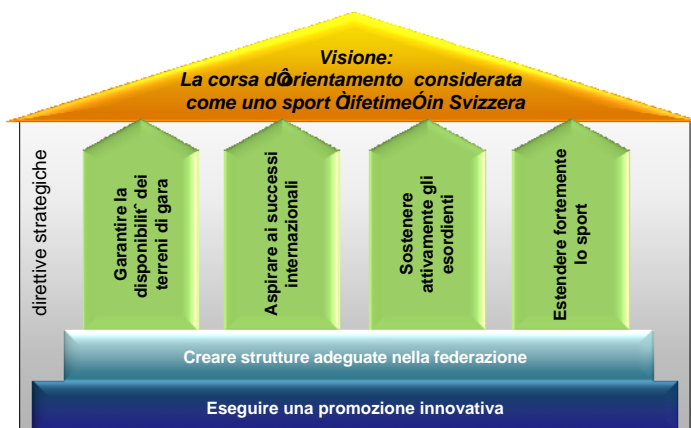 Visione:
La corsa dÔorientamento considerata
come uno sport ÒlifetimeÓin Svizzera
direttive strategiche
Garantire la
disponibilitˆ dei
terreni di gara
Aspirare ai successi
internazionali
Sostenere
attivamente gli
esordienti
Estendere fortemente
lo sport
Creare strutture adeguate nella federazione
Eseguire una promozione innovativa